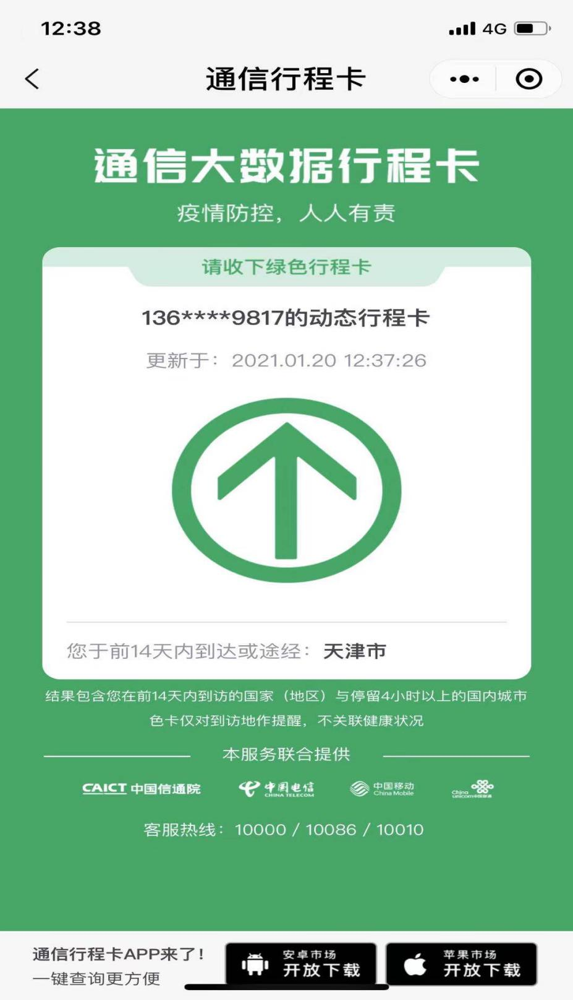 12:38
4G
通信行程卡
通信大数据行程卡
疫情防控，人人有责
请收下绿色行程卡
136****9817的动态行程卡
更新于：2021.01.20 12:37:26
您于前14天内到达或途经：天津市
结果包含您在前14天内到访的国家（地区）与停留4小时以上的国内城市
色卡仅对到访地作提醒，不关联健康状况
本服务联合提供
CAICT 中国信通院
中国电信
CHINA TELECOM
中国移动
China Mobile
China
unicom中国联通
客服热线：10000 / 10086 / 10010
通信行程卡APP来了！
一键查询更方便
安卓市场
开放下载
苹果市场
开放下载